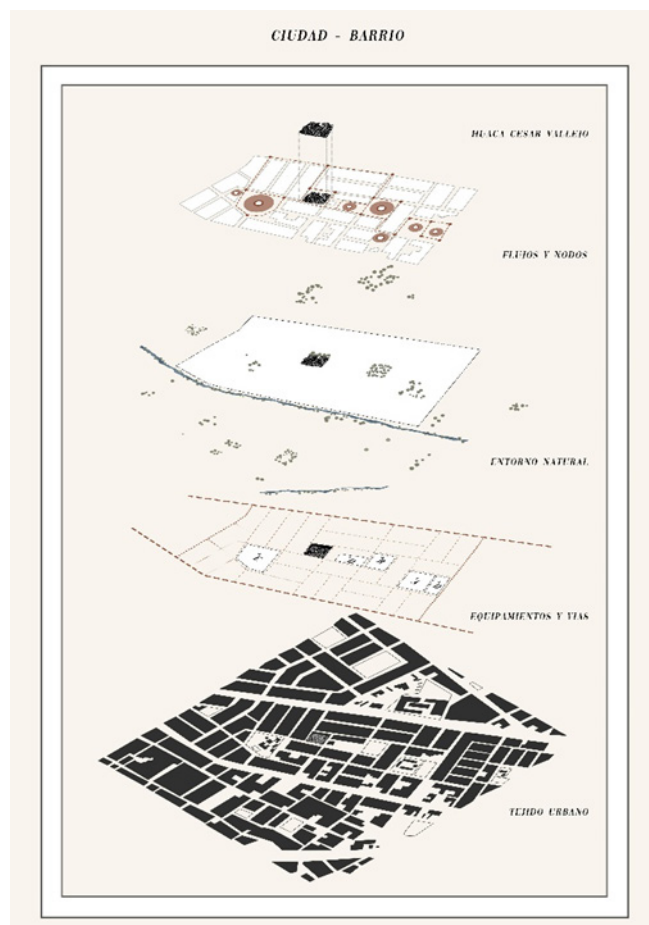 CIUDAD - BARRIO
HUACA CESAR VALLEJO
FLUJOS Y NODOS
ENTORNO NATURAL
EQUIPAMIENTOS Y VIAS
TEJIDO URBANO